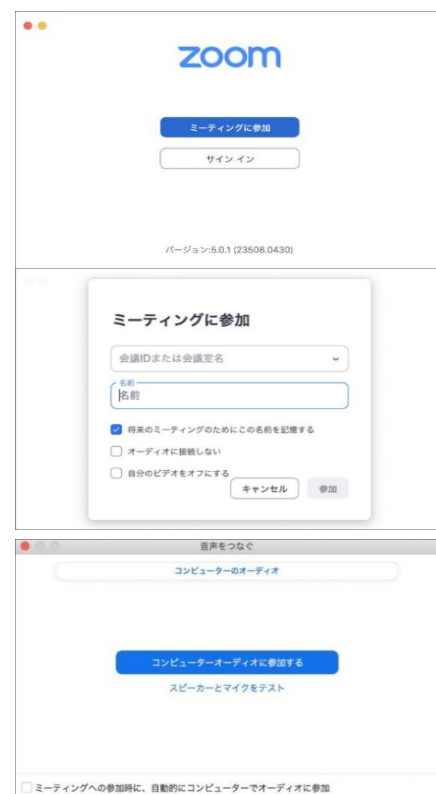 zoom
ミーティングに参加
サイン イン
バージョン:5.0.1 (23508.0430)
ミーティングに参加
会議IDまたは会議室名
名前
名前
将来のミーティングのためにこの名前を記憶する
オーディオに接続しない
自分のビデオをオフにする
キャンセル 参加
音声をつなぐ
コンピューターのオーディオ
コンピューターオーディオに参加する
スピーカーとマイクをテスト
ミーティングへの参加時に、自動的にコンピューターでオーディオに参加